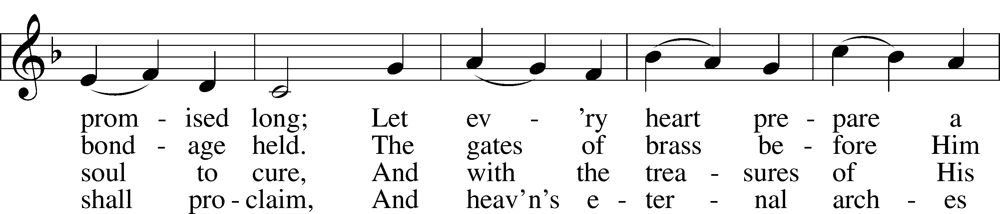 prom - ised long; Let ev - ’ry heart pre - pare a
bond - age held. The gates of brass be - fore Him
soul to cure, And with the trea - sures of His
shall pro - claim, And heav’n’s e - ter - nal arch - es